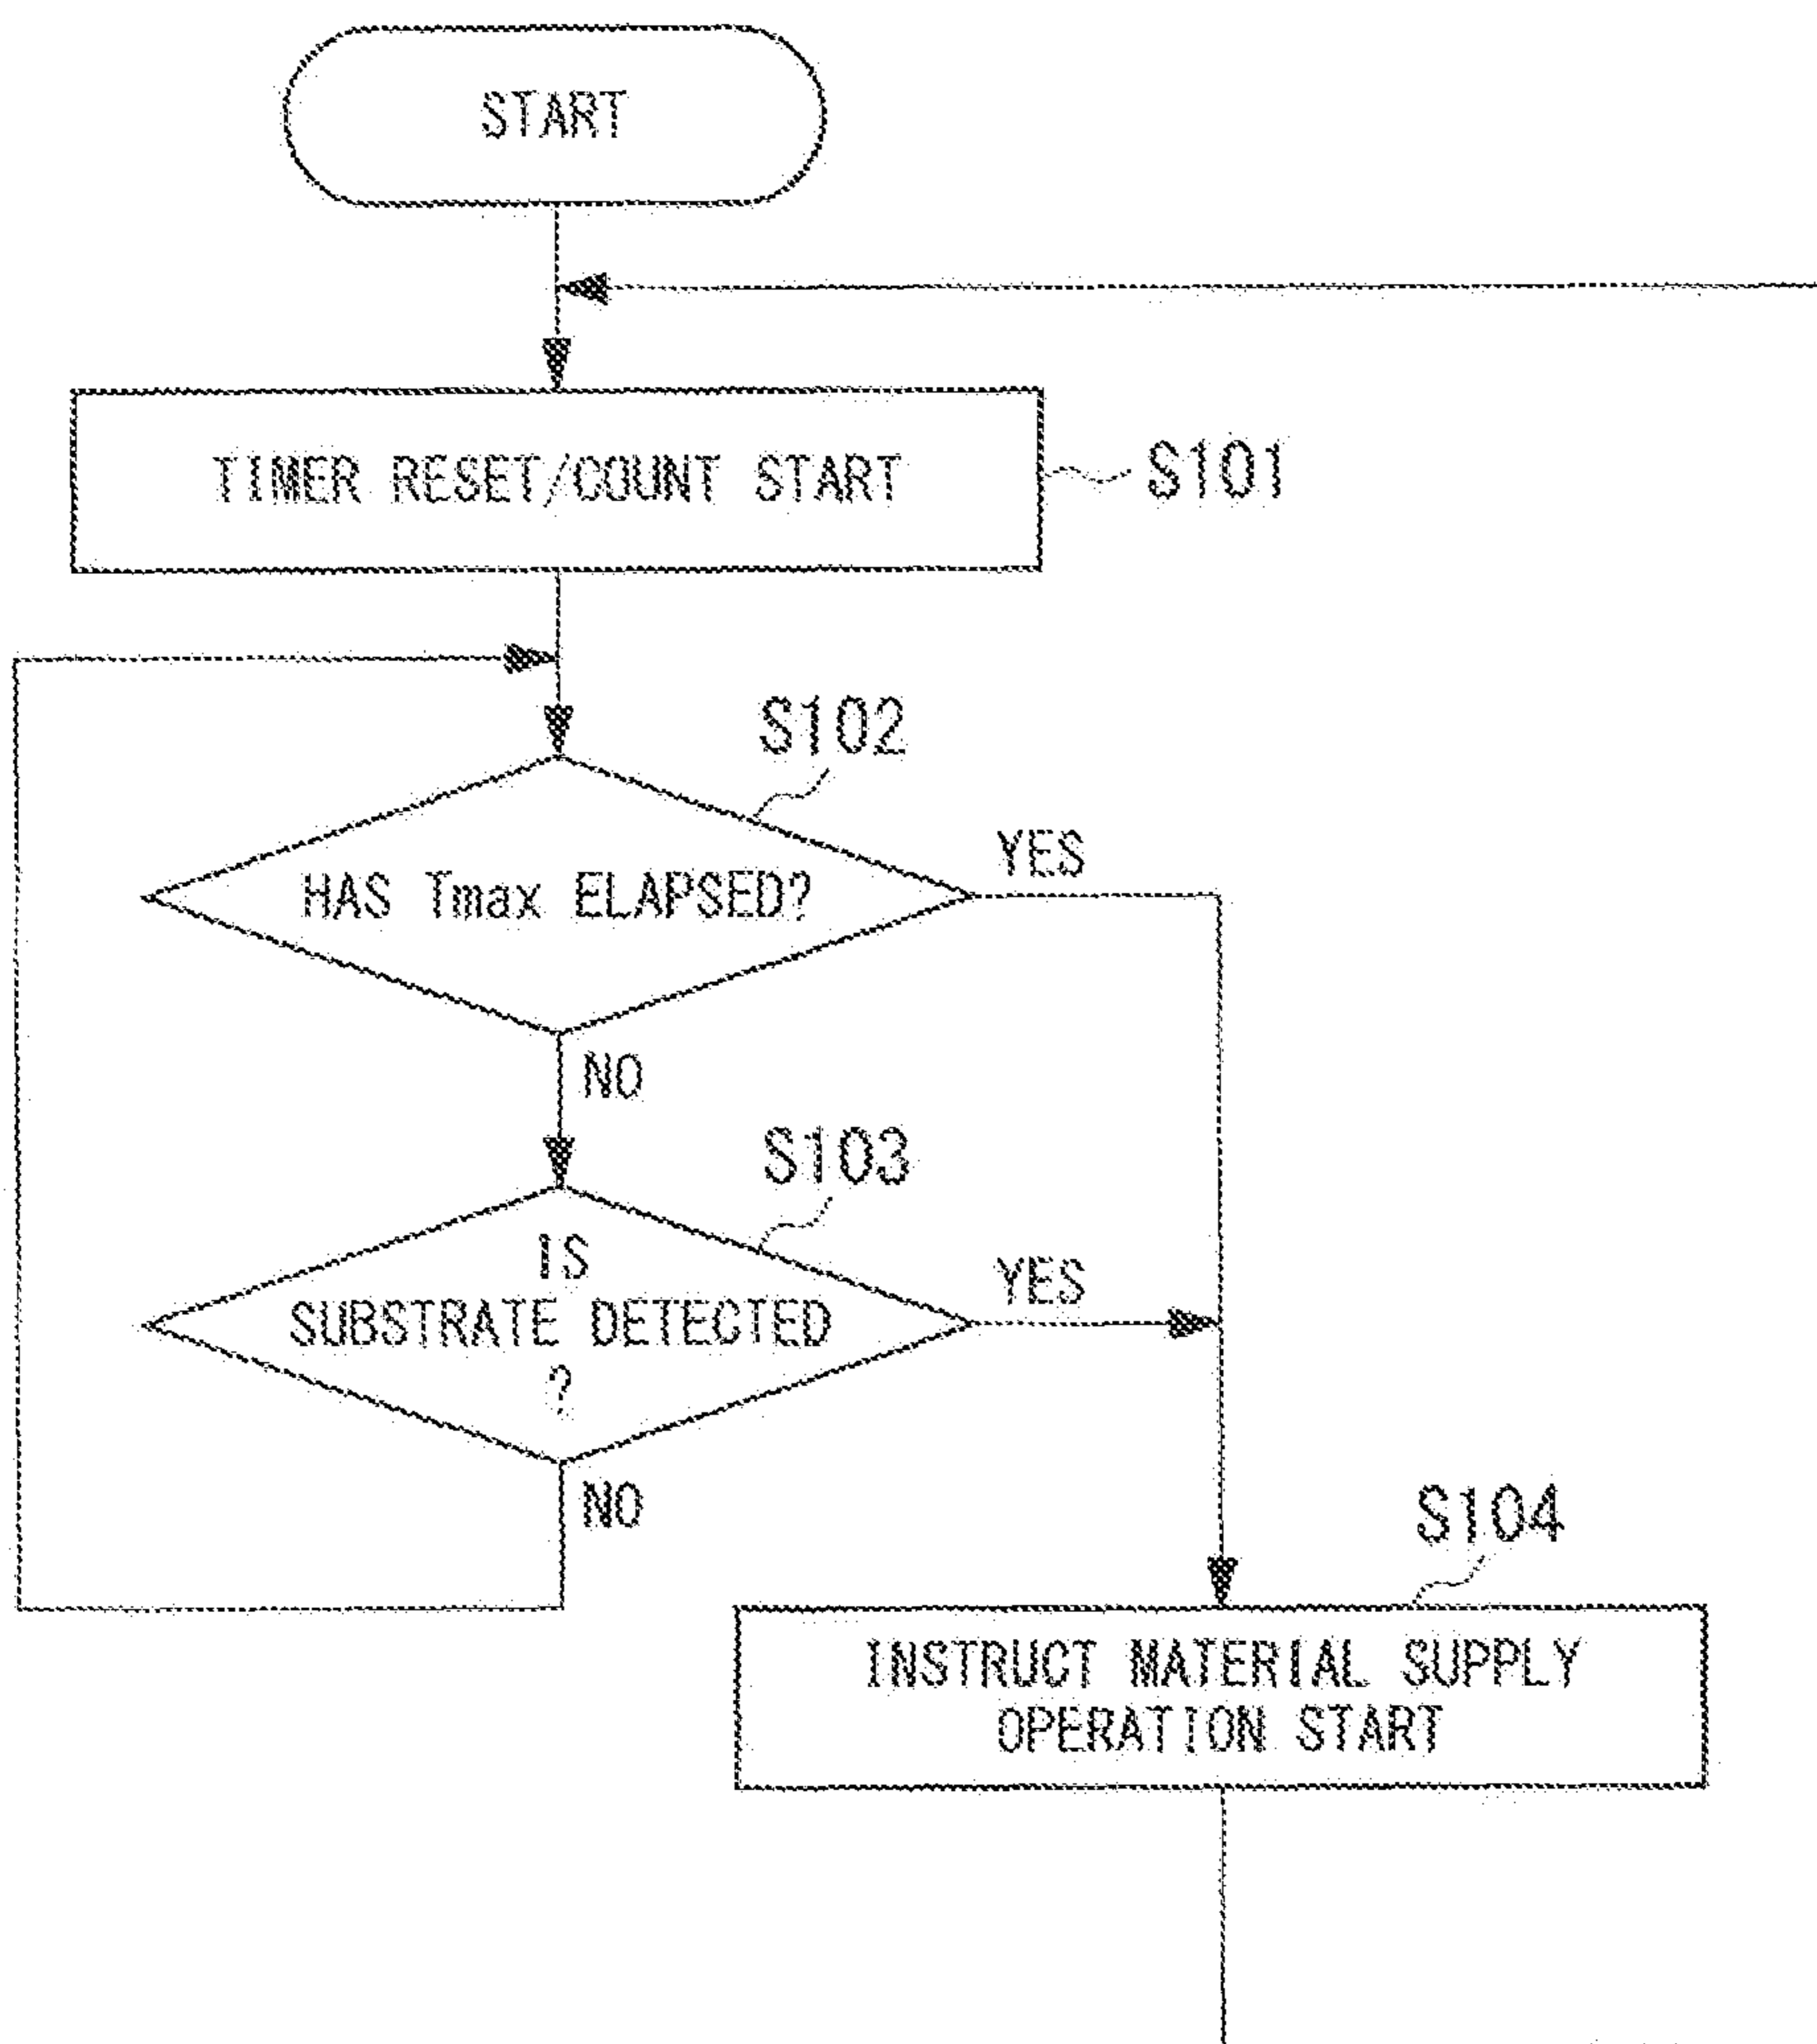 START
TIMER RESET/COUNT START
S101
S102
HAS Tmax ELAPSED?
YES
NO
S103
IS
SUBSTRATE DETECTED
?
YES
NO
S104
INSTRUCT MATERIAL SUPPLY
OPERATION START